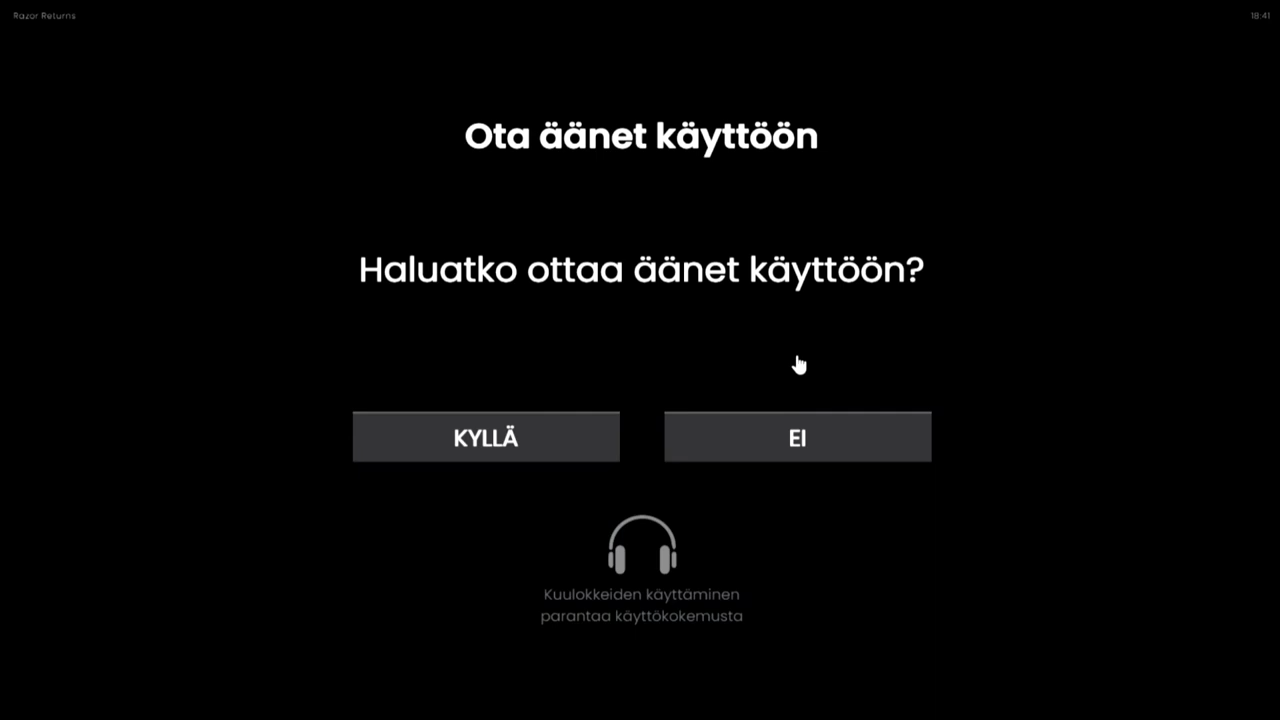 Razor Returns
18:41
Ota äänet käyttöön
Haluatko ottaa äänet käyttöön?
KYLLÄ
EI
Kuulokkeiden käyttäminen
parantaa käyttökokemusta